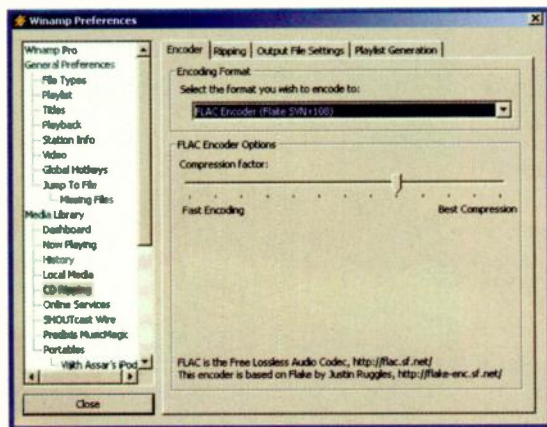 Winamp Preferences
Winamp Pro
General Preferences
File Types
Playlist
Titles
Playback
Station Info
Video
Global Hotkeys
Jump To File
Missing Files
Media Library
Dashboard
Now Playing
History
Local Media
CD Ripping
Online Services
SHOUTcast Wire
Predixis MusicMagic
Portables
Vijith Assar's iPod
Close
Encoder
Ripping
Output File Settings
Playlist Generation
Encoding Format
Select the format you wish to encode to:
FLAC Encoder (Flake SVN+108)
FLAC Encoder Options
Compression factor:
Fast Encoding
Best Compression
FLAC is the Free Lossless Audio Codec, http://flac.sf.net/
This encoder is based on Flake by Justin Ruggles, http://flake-enc.sf.net/